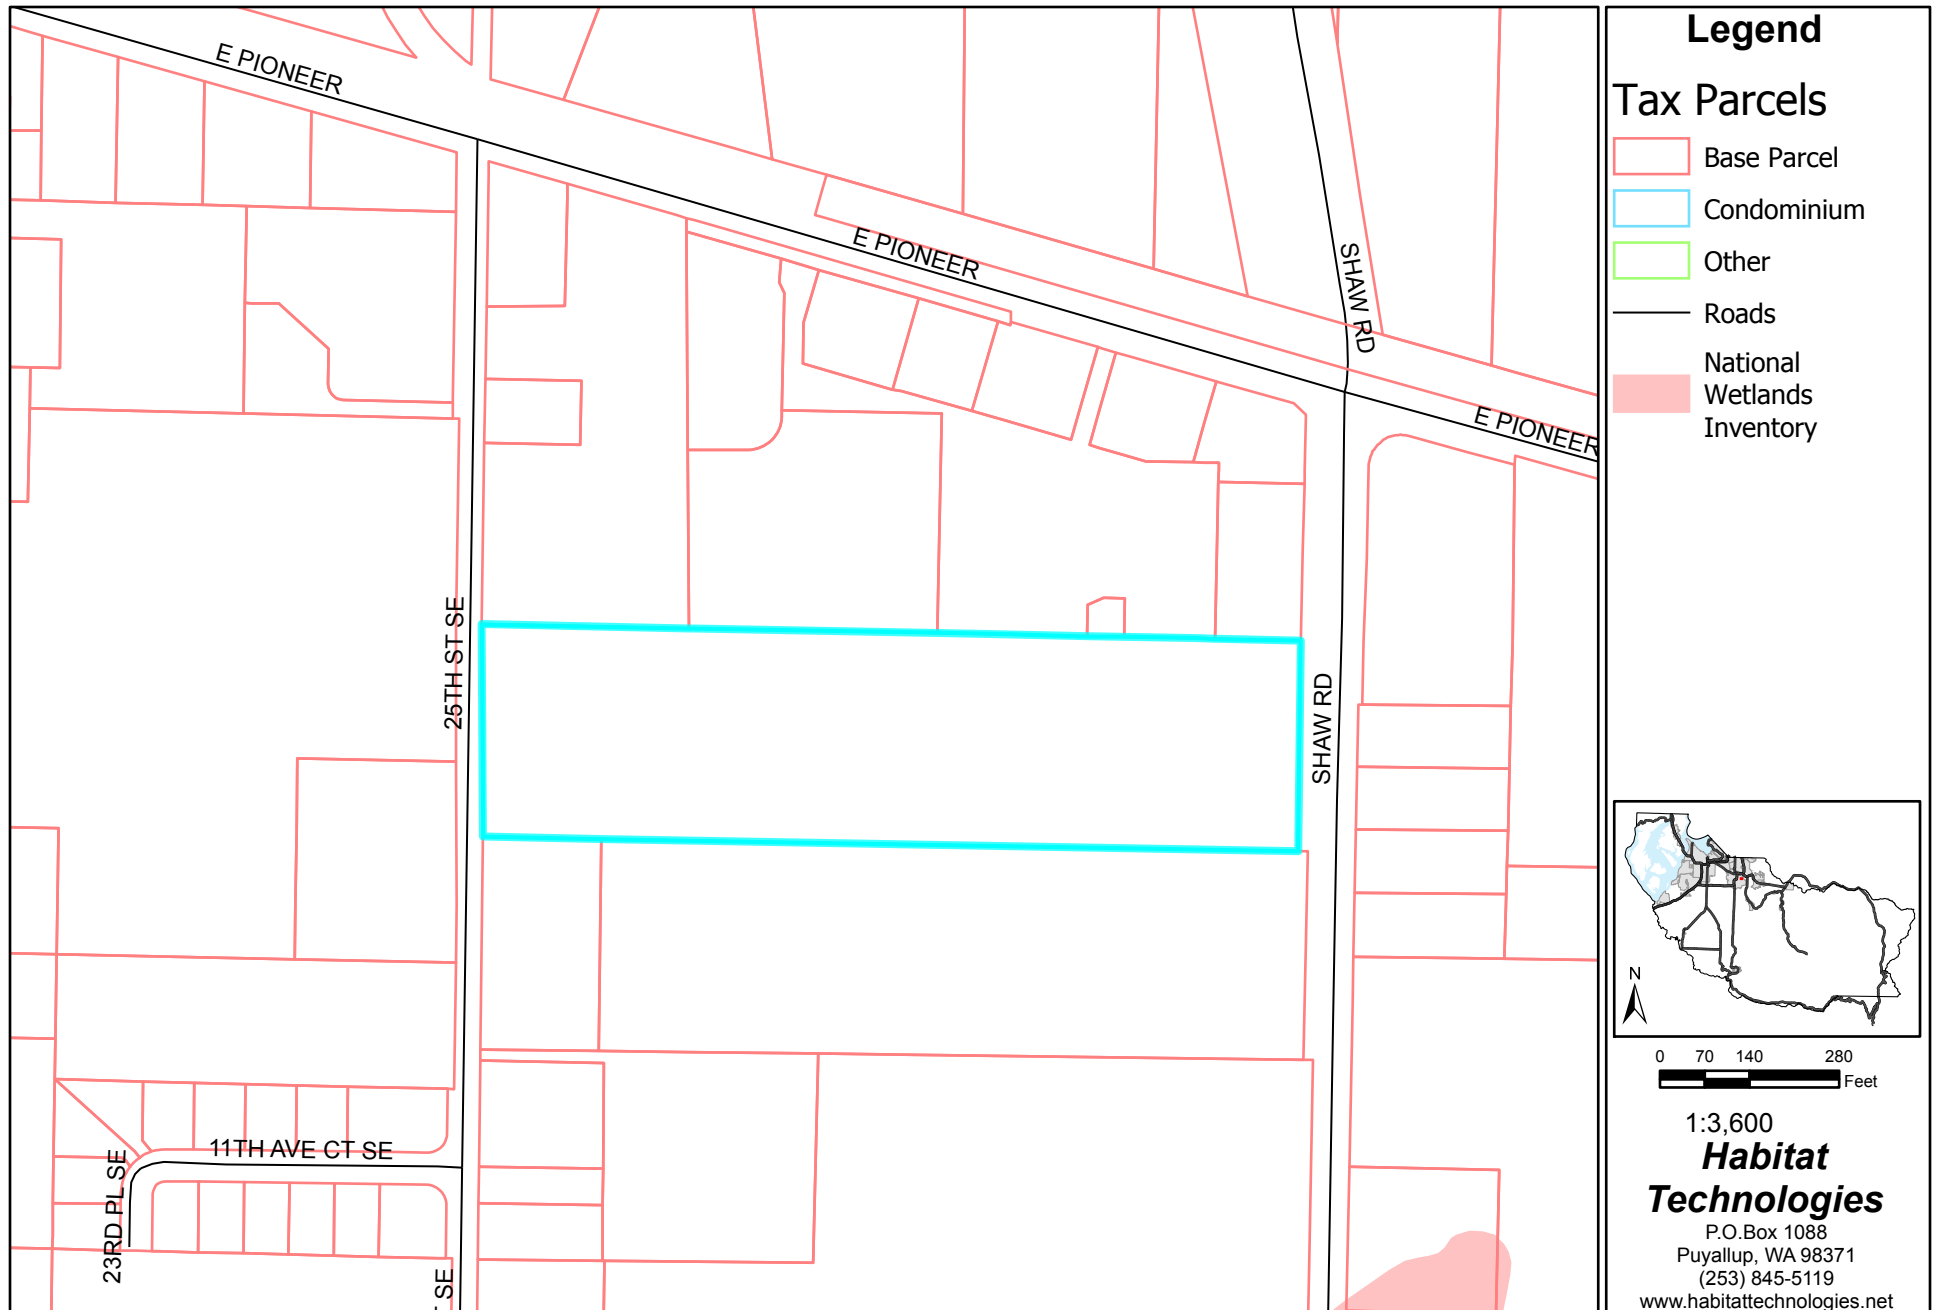 E PIONEER
E PIONEER
SHAW RD
E PIONEER
25TH ST SE
SHAW RD
11TH AVE CT SE
23RD PL SE
SE
Legend
Tax Parcels
Base Parcel
Condominium
Other
Roads
National
Wetlands
Inventory
N
0 70 140 280
Feet
1:3,600
Habitat
Technologies
P.O.Box 1088
Puyallup, WA 98371
(253) 845-5119
www.habitattechnologies.net